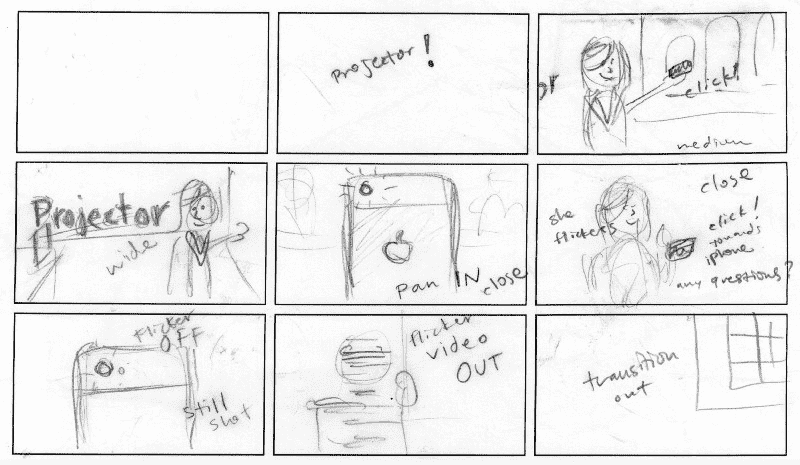 projector!
or
click!
medium
Projector
wide
pan IN close
close
she
flickers
click!
towards
iphone
any questions?
flicker
OFF
still
shot
flicker
video
OUT
transition
out